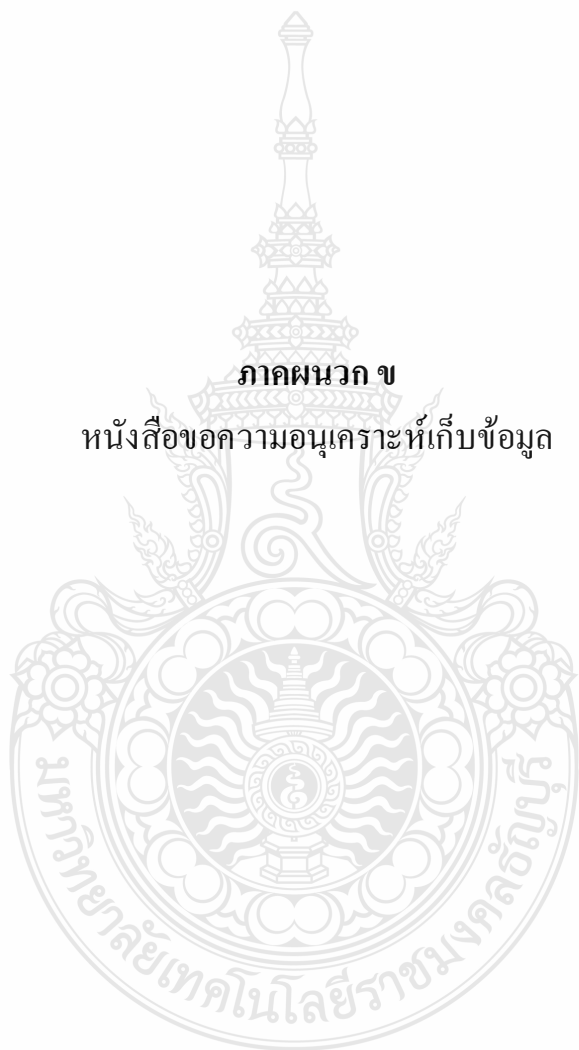 ภาคผนวก ข
หนังสือขอความอนุเคราะห์เก็บข้อมูล
มหาวิทยาลัยเทคโนโลยีราชมงคลธัญบุรี